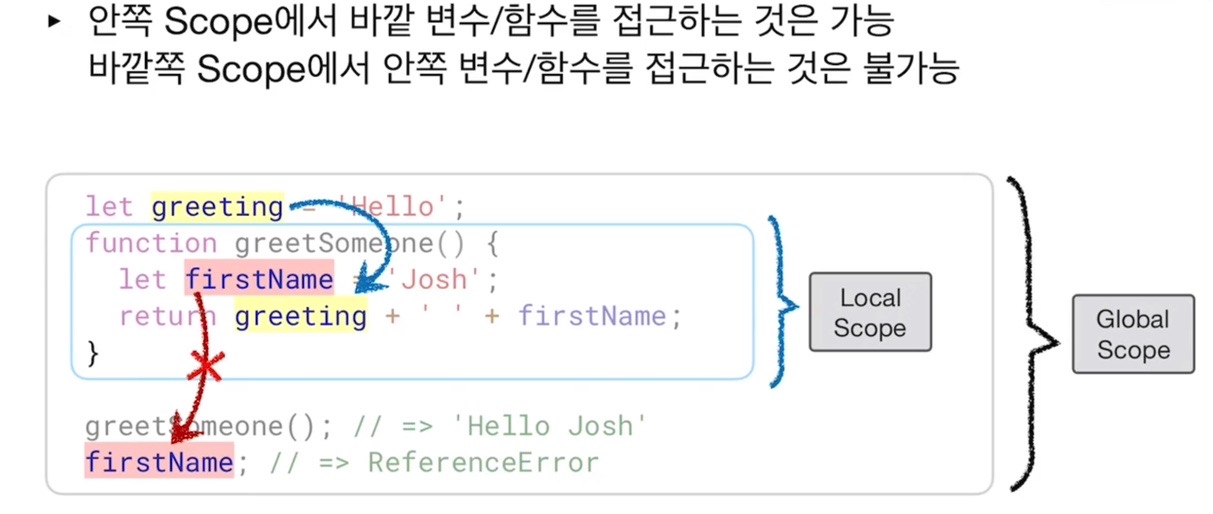 ▸ 안쪽 Scope에서 바깥 변수/함수를 접근하는 것은 가능
바깥쪽 Scope에서 안쪽 변수/함수를 접근하는 것은 불가능
let greeting = 'Hello';
function greetSomeone() {
let firstName = 'Josh';
return greeting + ' ' + firstName;
}
Local
Scope
Global
Scope
greetSomeone(); // => 'Hello Josh'
firstName; // => ReferenceError